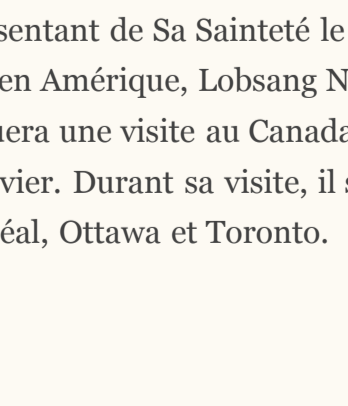 sentant de Sa Sainteté le
en Amérique, Lobsang N
uera une visite au Canada
vier. Durant sa visite, il s
éal, Ottawa et Toronto.